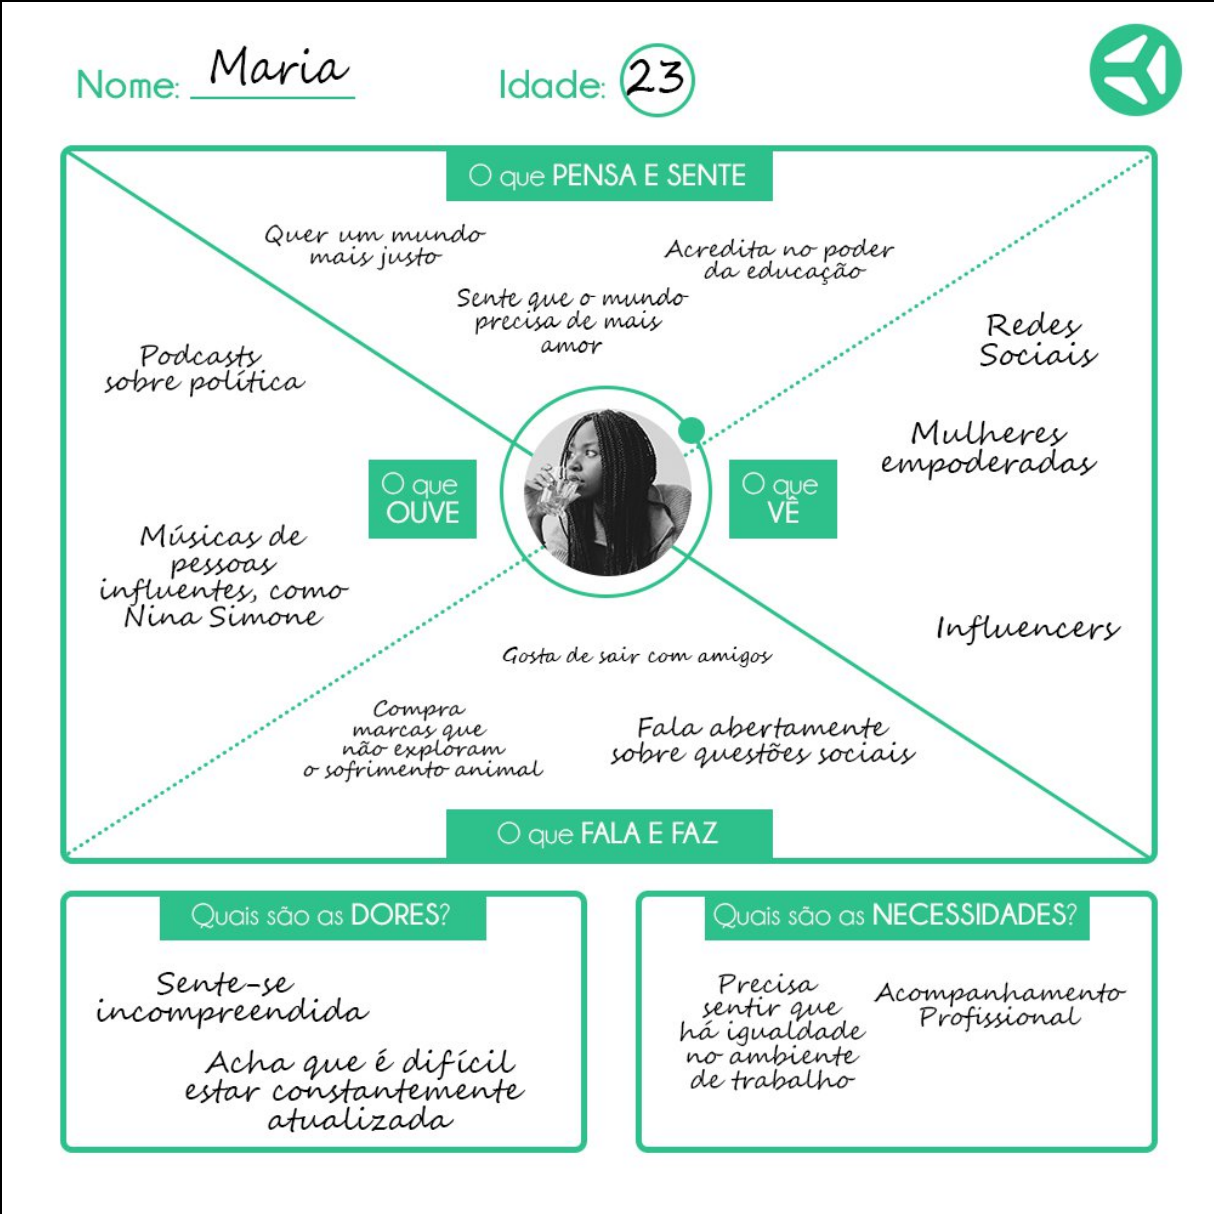 Nome: Maria
Idade: 23
O que PENSA E SENTE
Quer um mundo
mais justo
Acredita no poder
da educação
Sente que o mundo
precisa de mais
amor
Podcasts
sobre política
O que
OUVE
Músicas de
pessoas
influentes, como
Nina Simone
Redes
Sociais
Mulheres
empoderadas
O que
VÊ
Influencers
Gosta de sair com amigos
Compra
marcas que
não exploram
o sofrimento animal
Fala abertamente
sobre questões sociais
O que FALA E FAZ
Quais são as DORES?
Sente-se
incompreendida
Acha que é difícil
estar constantemente
atualizada
Quais são as NECESSIDADES?
Precisa
sentir que
há igualdade
no ambiente
de trabalho
Acompanhamento
Profissional